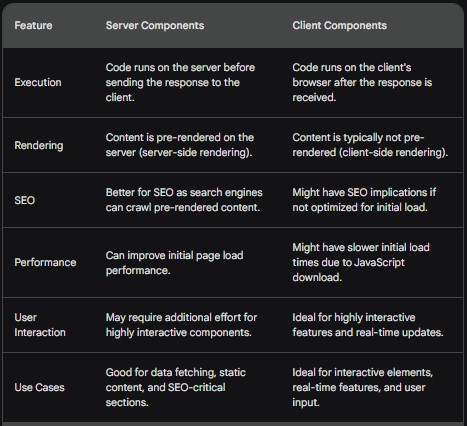 Feature Server Components Client Components
Execution
Code runs on the server before
sending the response to the
client.
Code runs on the client's
browser after the response is
received.
Rendering
Content is pre-rendered on the
server (server-side rendering).
Content is typically not pre-
rendered (client-side rendering).
SEO
Better for SEO as search engines
can crawl pre-rendered content.
Might have SEO implications if
not optimized for initial load.
Performance
Can improve initial page load
performance.
Might have slower initial load
times due to JavaScript
download.
User
Interaction
May require additional effort for
highly interactive components.
Ideal for highly interactive
features and real-time updates.
Use Cases
Good for data fetching, static
content, and SEO-critical
sections.
Ideal for interactive elements,
real-time features, and user
input.